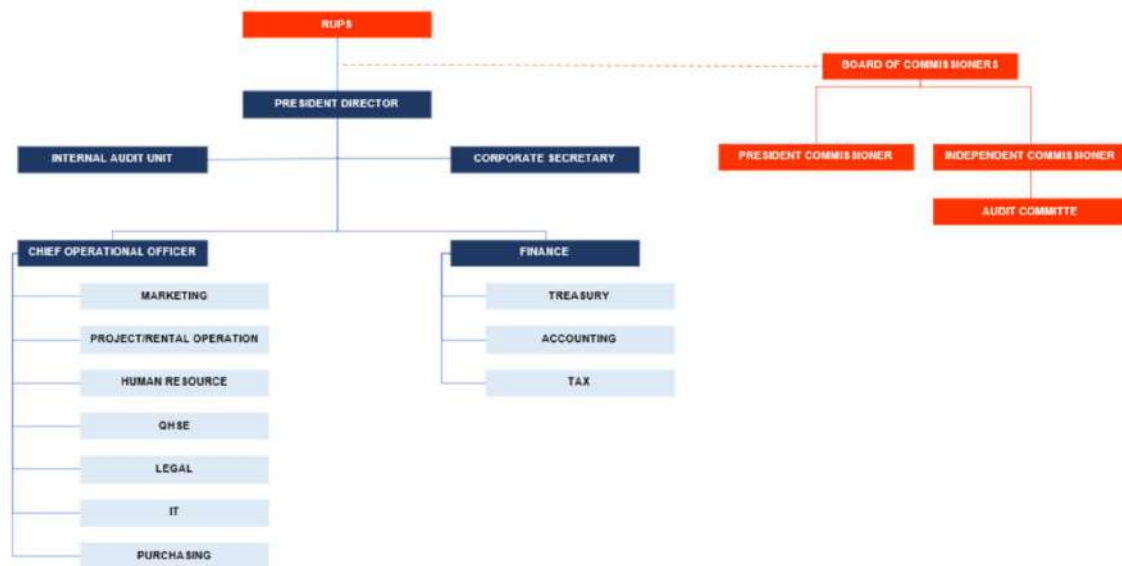 RUPS
BOARD OF COMMISSIONERS
PRESIDENT DIRECTOR
INTERNAL AUDIT UNIT
CORPORATE SECRETARY
PRESIDENT COMMISSIONER
INDEPENDENT COMMISSIONER
AUDIT COMMITTE
CHIEF OPERATIONAL OFFICER
FINANCE
MARKETING
TREASURY
PROJECT/RENTAL OPERATION
ACCOUNTING
HUMAN RESOURCE
TAX
QHSE
LEGAL
IT
PURCHASING